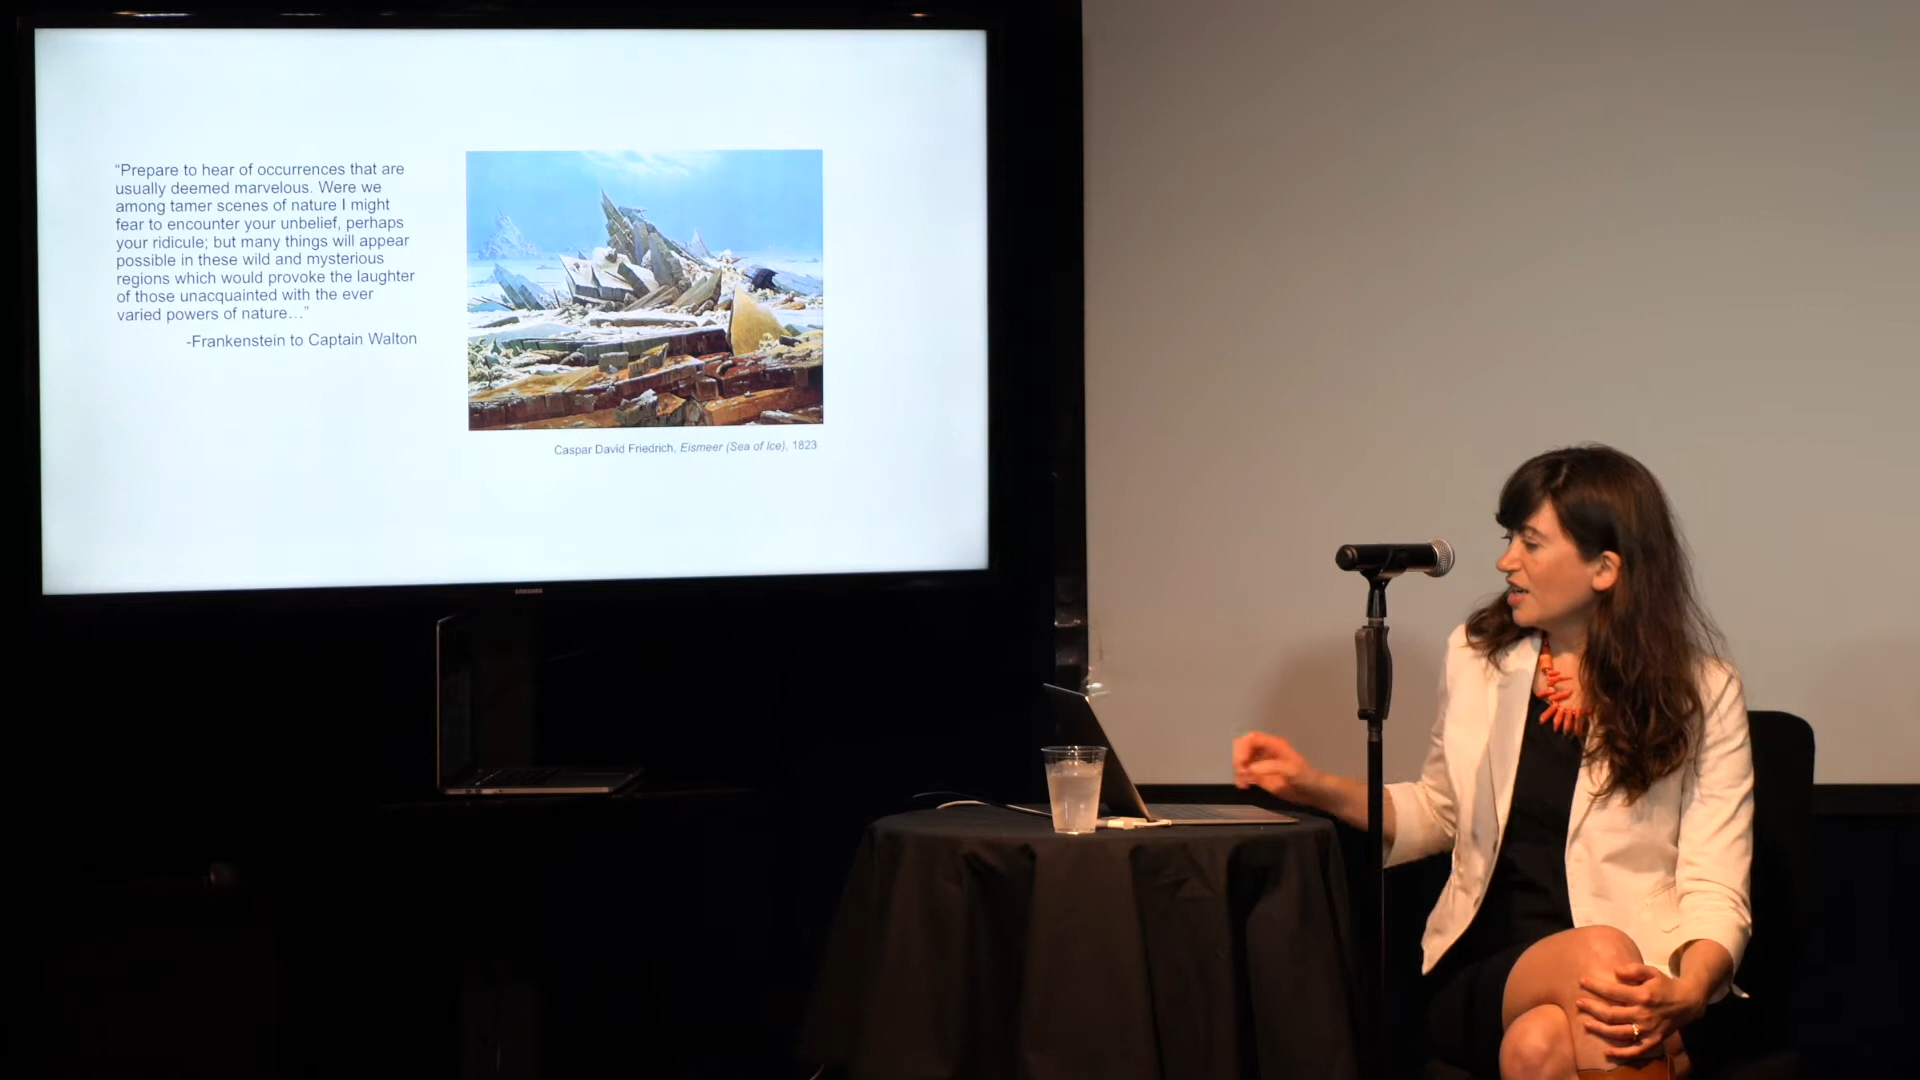 “Prepare to hear of occurrences that are
usually deemed marvelous. Were we
among tamer scenes of nature I might
fear to encounter your unbelief, perhaps
your ridicule; but many things will appear
possible in these wild and mysterious
regions which would provoke the laughter
of those unacquainted with the ever
varied powers of nature…”
-Frankenstein to Captain Walton
Caspar David Friedrich, Eismeer (Sea of Ice), 1823
SAMSUNG